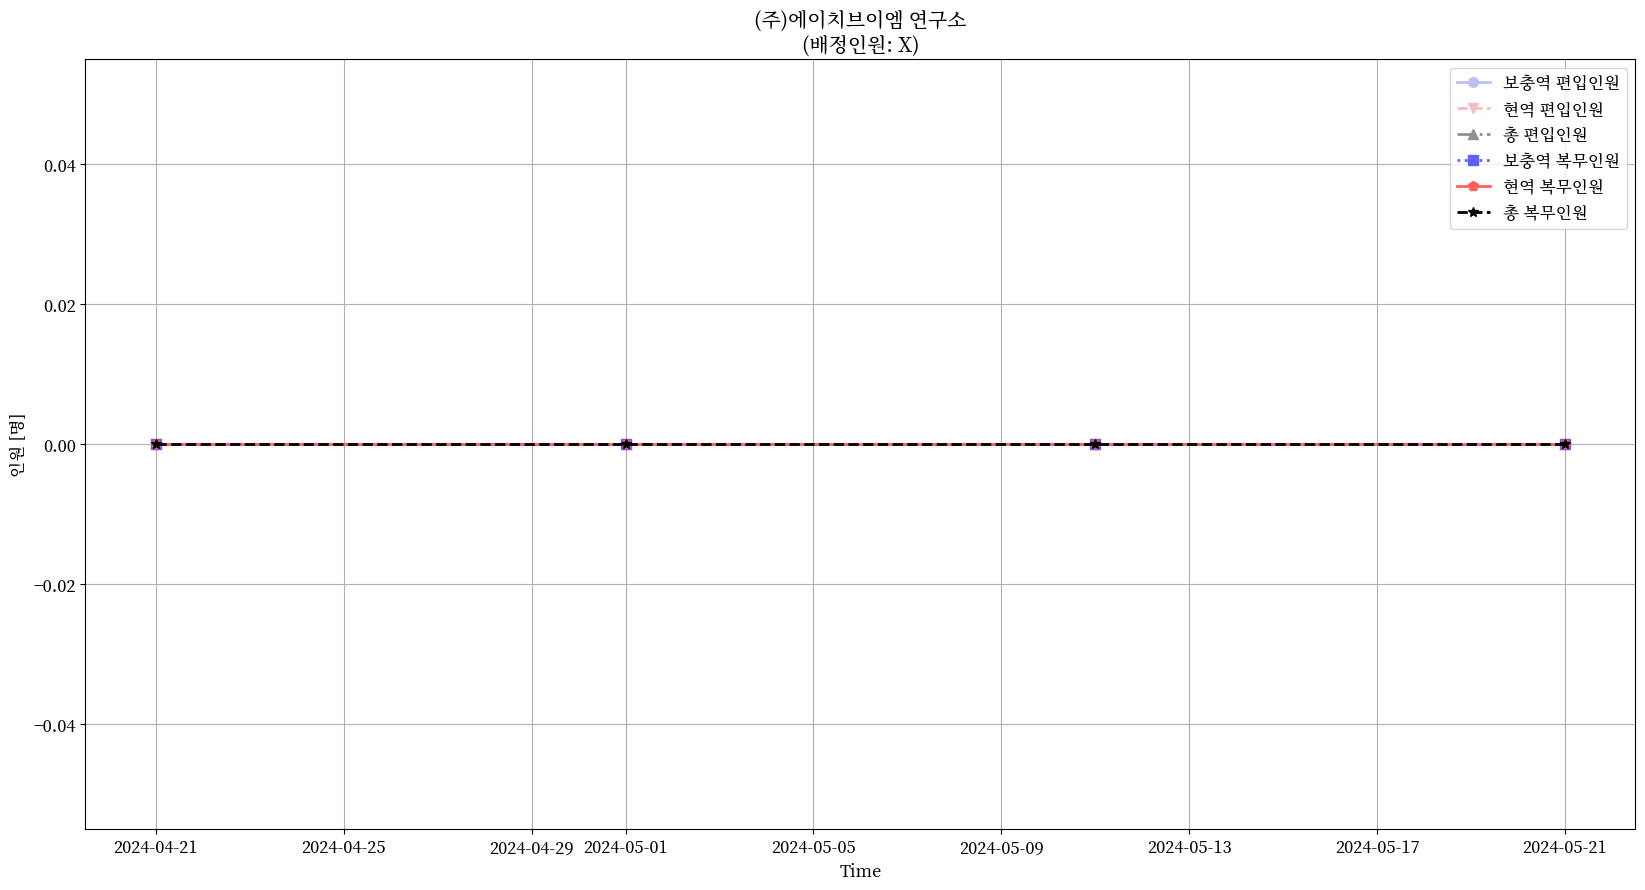 (주)에이치브이엠 연구소
(배정인원: X)
보충역 편입인원
현역 편입인원
총 편입인원
보충역 복무인원
현역 복무인원
총 복무인원
인원 [명]
0.04
0.02
0.00
−0.02
−0.04
2024-04-21 2024-04-25 2024-04-29 2024-05-01 2024-05-05 2024-05-09 2024-05-13 2024-05-17 2024-05-21
Time